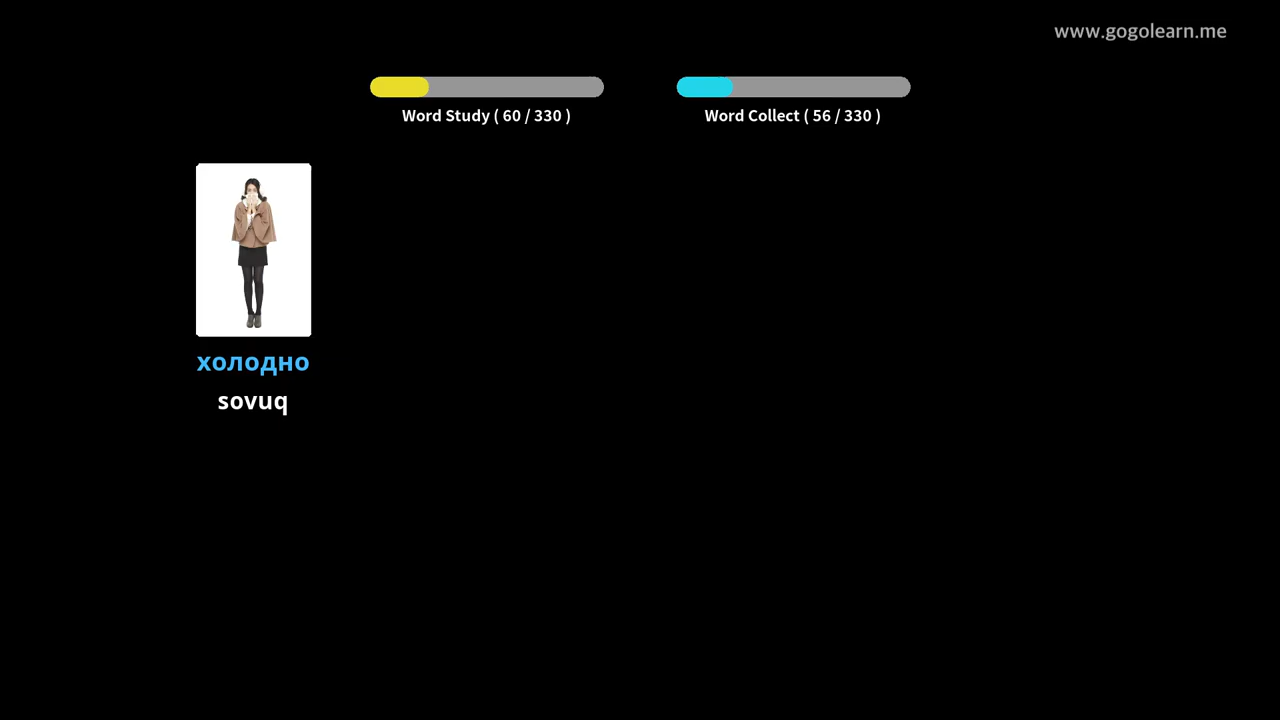 www.gogolearn.me
Word Study ( 60 / 330 )
Word Collect ( 56 / 330 )
холодно
sovuq